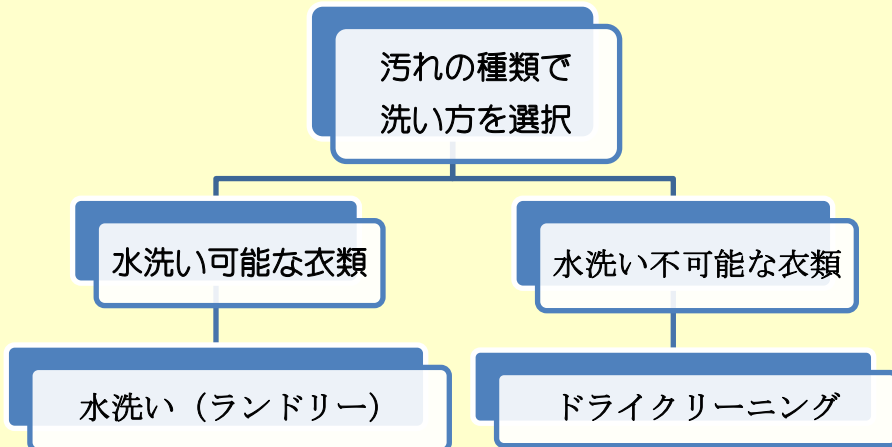 汚れの種類で
洗い方を選択
水洗い可能な衣類
水洗い不可能な衣類
水洗い（ランドリー）
ドライクリーニング